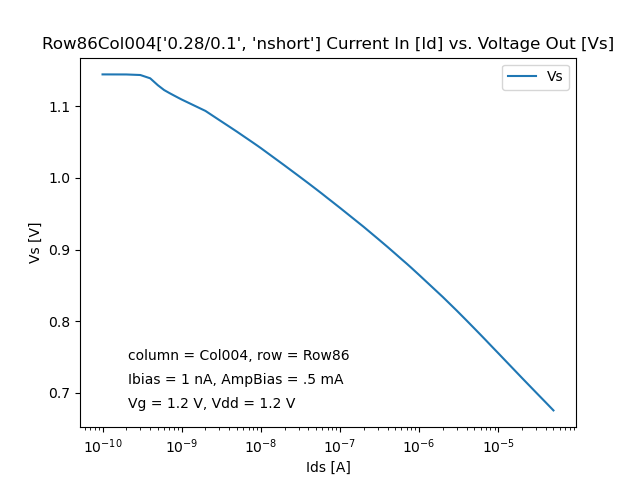 Row86Col004['0.28/0.1', 'nshort'] Current In [Id] vs. Voltage Out [Vs]
Vs
1.1
1.0
0.9
0.8
0.7
Vs [V]
column = Col004, row = Row86
Ibias = 1 nA, AmpBias = .5 mA
Vg = 1.2 V, Vdd = 1.2 V
10⁻¹⁰ 10⁻⁹ 10⁻⁸ 10⁻⁷ 10⁻⁶ 10⁻⁵
Ids [A]